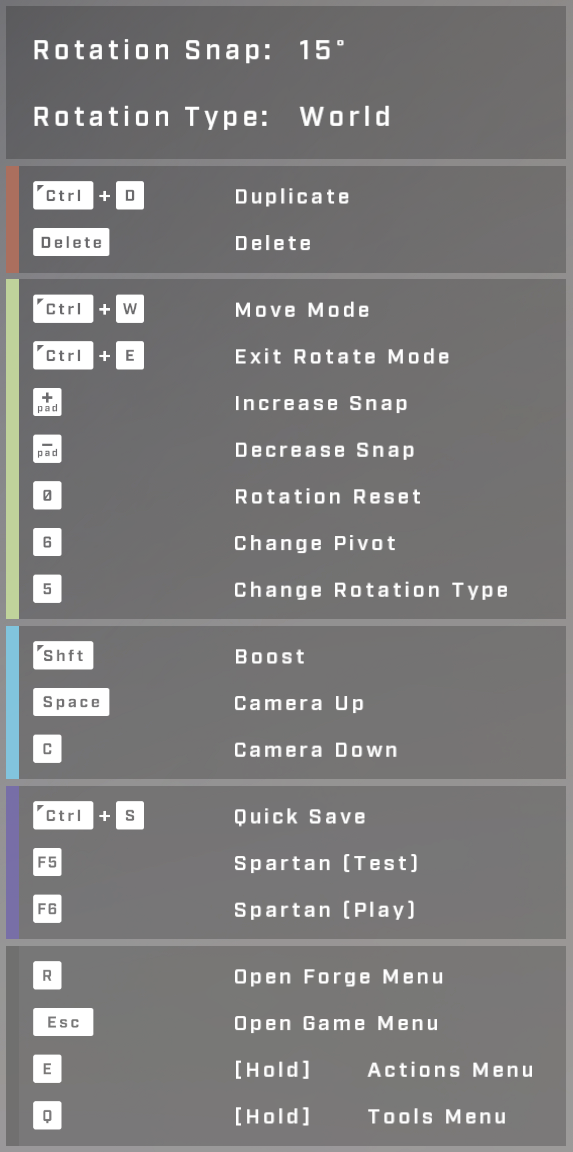 Rotation Snap: 15°
Rotation Type: World
Ctrl + D Duplicate
Delete Delete
Ctrl + W Move Mode
Ctrl + E Exit Rotate Mode
+ pad Increase Snap
- pad Decrease Snap
0 Rotation Reset
6 Change Pivot
5 Change Rotation Type
Shft Boost
Space Camera Up
C Camera Down
Ctrl + S Quick Save
F5 Spartan (Test)
F6 Spartan (Play)
R Open Forge Menu
Esc Open Game Menu
E [Hold] Actions Menu
Q [Hold] Tools Menu